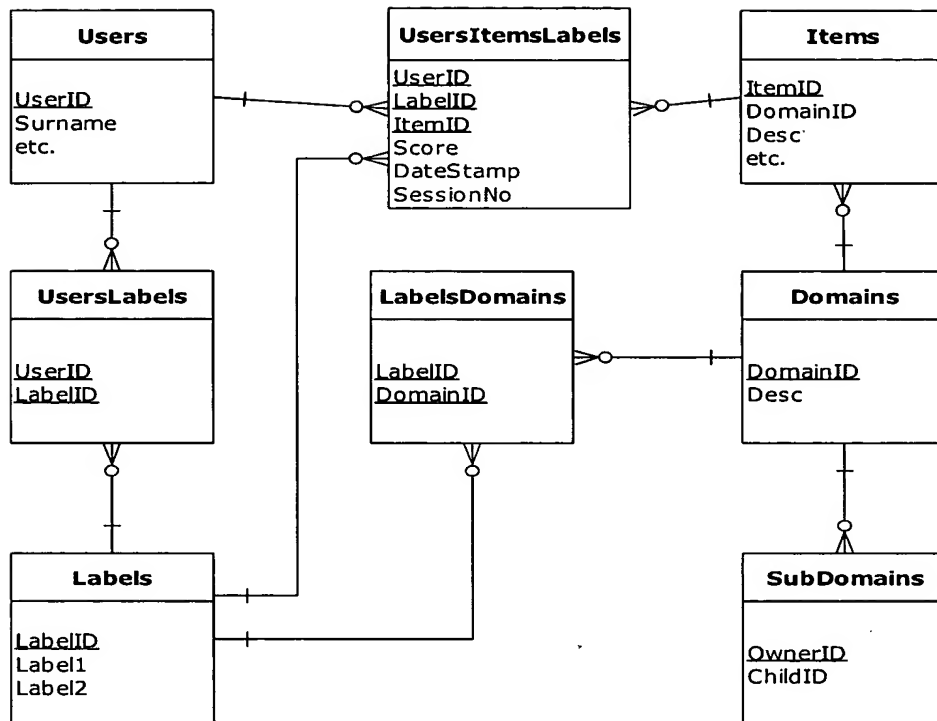 Users
UserID
Surname
etc.
UsersItemsLabels
UserID
LabelID
ItemID
Score
DateStamp
SessionNo
Items
ItemID
DomainID
Desc
etc.
UsersLabels
UserID
LabelID
LabelsDomains
LabelID
DomainID
Domains
DomainID
Desc
Labels
LabelID
Label1
Label2
SubDomains
OwnerID
ChildID